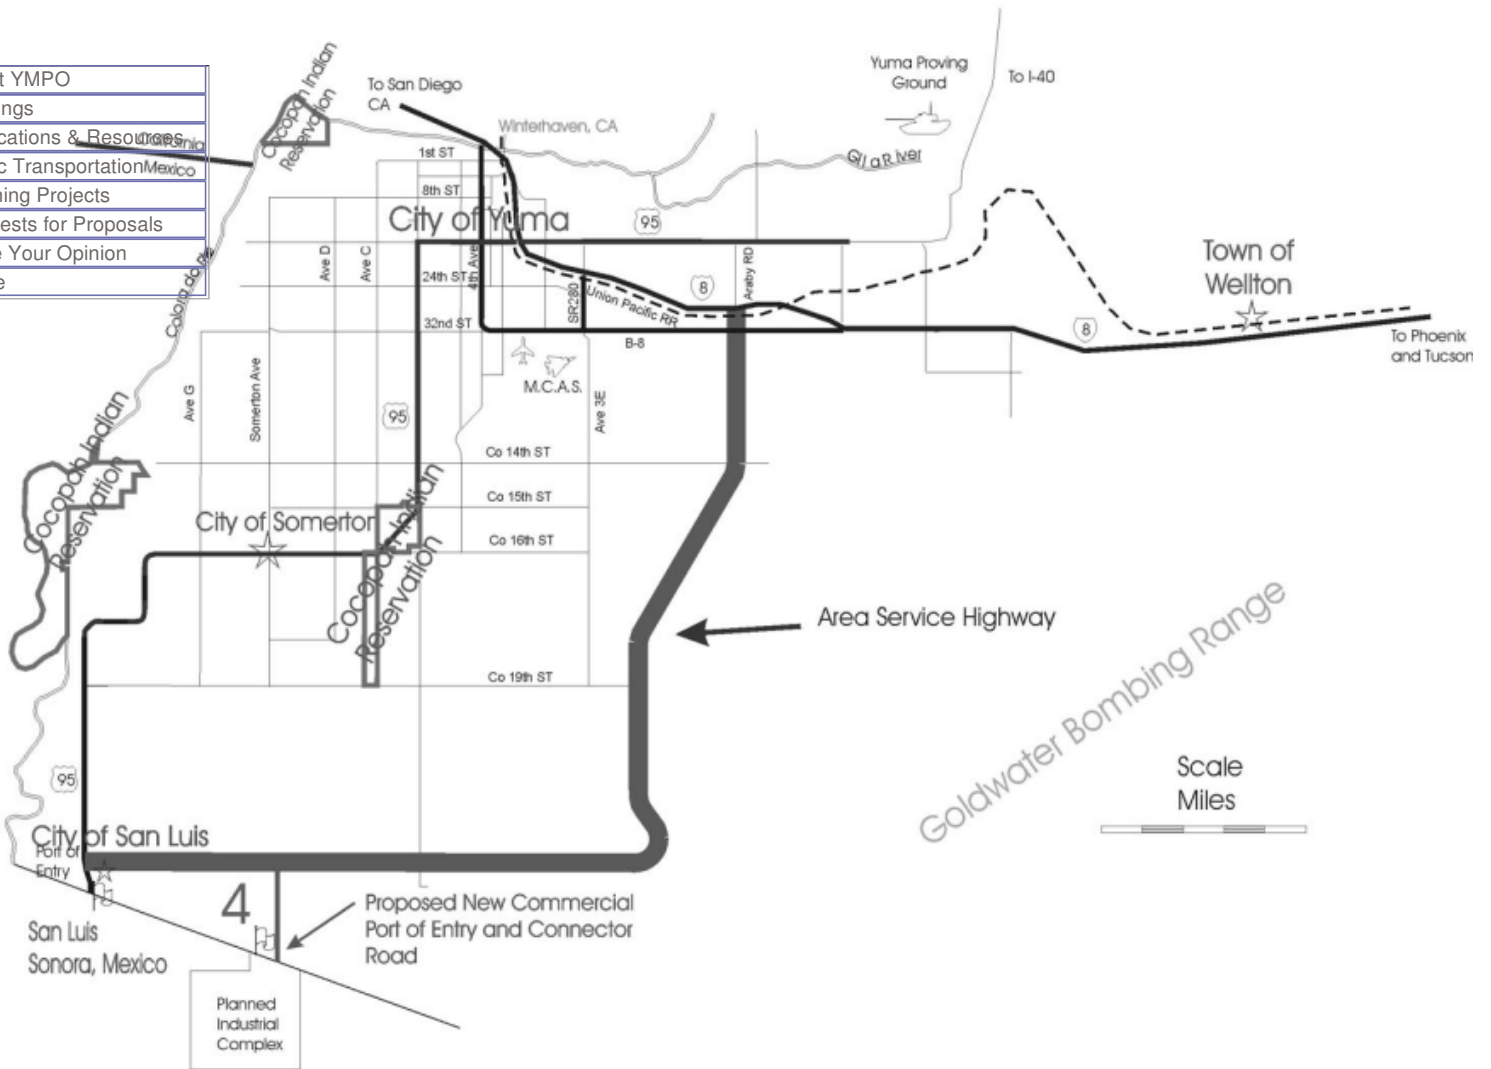 t YMPO
ngs
cations & Resources
c Transportation
ning Projects
ests for Proposals
e Your Opinion
e
California
Mexico
Cocopah Indian
Reservation
To San Diego
CA
Winterhaven, CA
Yuma Proving
Ground
To I-40
Gila River
1st ST
8th ST
City of Yuma
95
Ave D
Ave C
4th Ave
24th ST
32nd ST
SR280
Union Pacific RR
8
Araby RD
B-8
M.C.A.S.
Town of
Wellton
8
To Phoenix
and Tucson
Ave G
Somerton Ave
95
Ave 3E
Co 14th ST
Co 15th ST
Co 16th ST
Cocopah Indian
Reservation
City of Somerton
Cocopah Indian
Reservation
Area Service Highway
Co 19th ST
Goldwater Bombing Range
Scale
Miles
95
City of San Luis
Port of
Entry
San Luis
Sonora, Mexico
4
Proposed New Commercial
Port of Entry and Connector
Road
Planned
Industrial
Complex